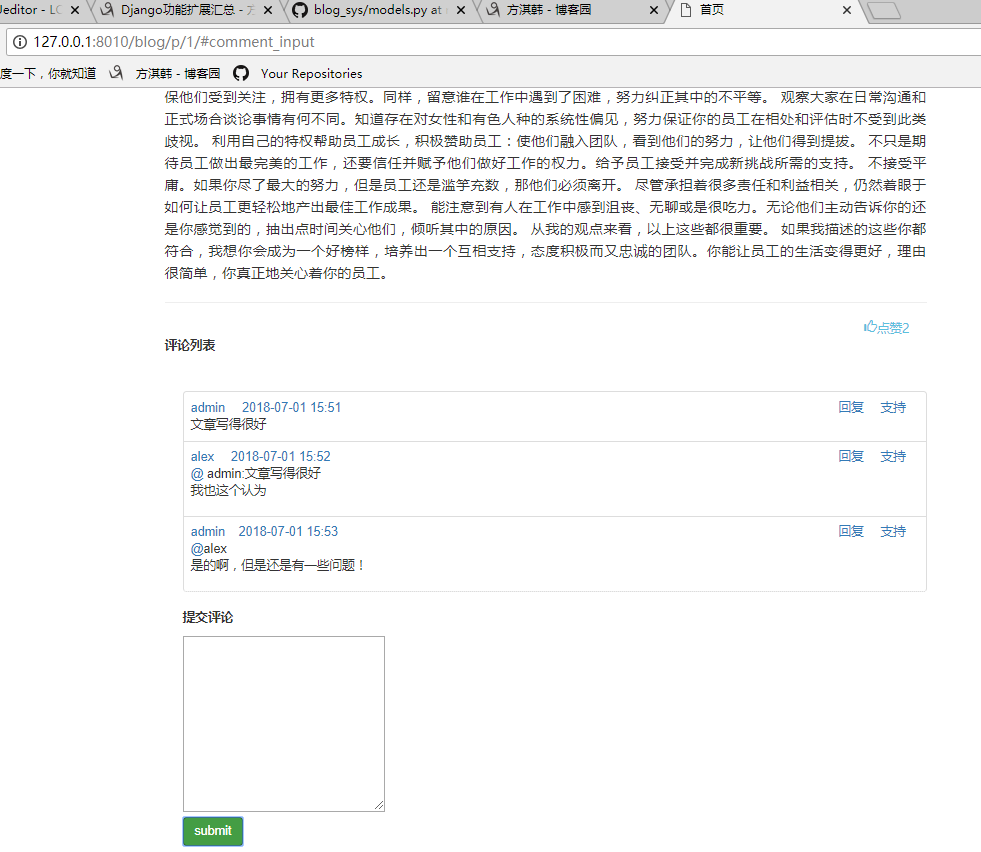 Jeditor - LC
Django功能扩展汇总 - 方
blog_sys/models.py at
方淇韩 - 博客园
首页
127.0.0.1:8010/blog/p/1/#comment_input
度一下，你就知道 方淇韩 - 博客园 Your Repositories
保他们受到关注，拥有更多特权。同样，留意谁在工作中遇到了困难，努力纠正其中的不平等。 观察大家在日常沟通和
正式场合谈论事情有何不同。知道存在对女性和有色人种的系统性偏见，努力保证你的员工在相处和评估时不受到此类
歧视。 利用自己的特权帮助员工成长，积极赞助员工：使他们融入团队，看到他们的努力，让他们得到提拔。 不只是期
待员工做出最完美的工作，还要信任并赋予他们做好工作的权力。给予员工接受并完成新挑战所需的支持。 不接受平
庸。如果你尽了最大的努力，但是员工还是滥竽充数，那他们必须离开。 尽管承担着很多责任和利益相关，仍然着眼于
如何让员工更轻松地产出最佳工作成果。 能注意到有人在工作中感到沮丧、无聊或是很吃力。无论他们主动告诉你的还
是你感觉到的，抽出点时间关心他们，倾听其中的原因。 从我的观点来看，以上这些都很重要。 如果我描述的这些你都
符合，我想你会成为一个好榜样，培养出一个互相支持，态度积极而又忠诚的团队。你能让员工的生活变得更好，理由
很简单，你真正地关心着你的员工。
点赞2
评论列表
admin 2018-07-01 15:51 回复 支持
文章写得很好
alex 2018-07-01 15:52 回复 支持
@ admin:文章写得很好
我也这个认为
admin 2018-07-01 15:53 回复 支持
@alex
是的啊，但是还是有一些问题！
提交评论
submit